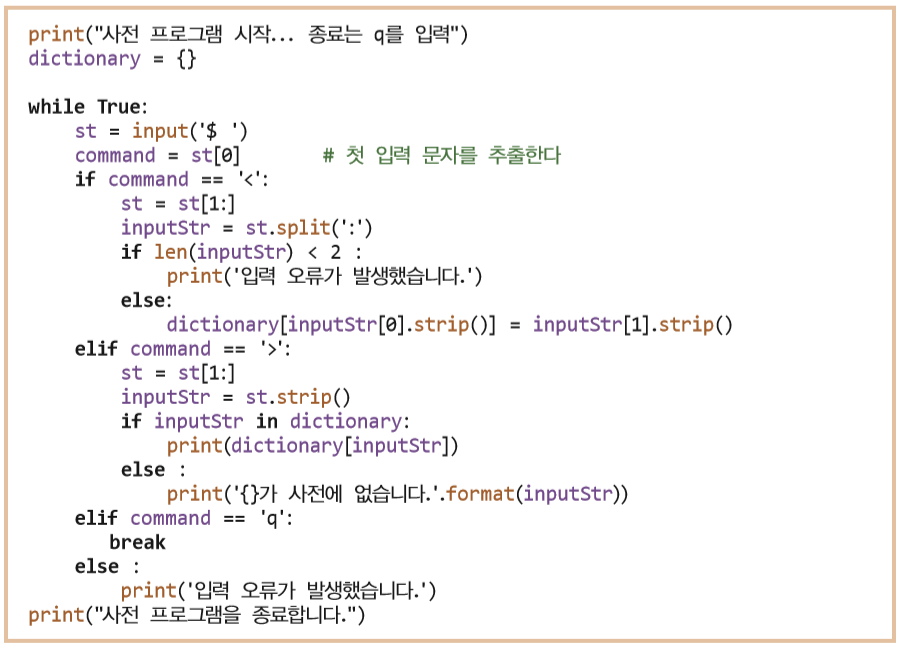 print("사전 프로그램 시작... 종료는 q를 입력")
dictionary = {}

while True:
    st = input('$ ')
    command = st[0]       # 첫 입력 문자를 추출한다
    if command == '<':
        st = st[1:]
        inputStr = st.split(':')
        if len(inputStr) < 2 :
            print('입력 오류가 발생했습니다.')
        else:
            dictionary[inputStr[0].strip()] = inputStr[1].strip()
    elif command == '>':
        st = st[1:]
        inputStr = st.strip()
        if inputStr in dictionary:
            print(dictionary[inputStr])
        else :
            print('{}가 사전에 없습니다.'.format(inputStr))
    elif command == 'q':
       break
    else :
        print('입력 오류가 발생했습니다.')
print("사전 프로그램을 종료합니다.")